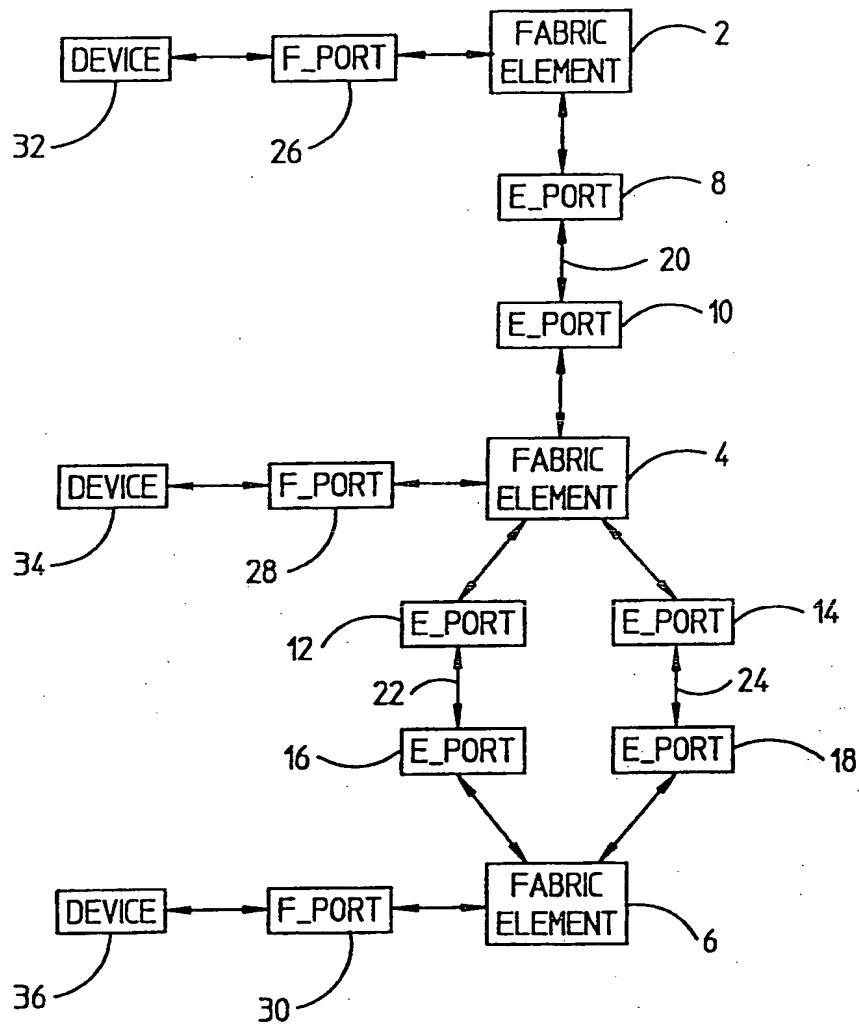 DEVICE
F_PORT
FABRIC
ELEMENT
2
32
26
E_PORT
8
20
E_PORT
10
DEVICE
F_PORT
FABRIC
ELEMENT
4
34
28
12
E_PORT
E_PORT
14
22
24
16
E_PORT
E_PORT
18
DEVICE
F_PORT
FABRIC
ELEMENT
6
36
30